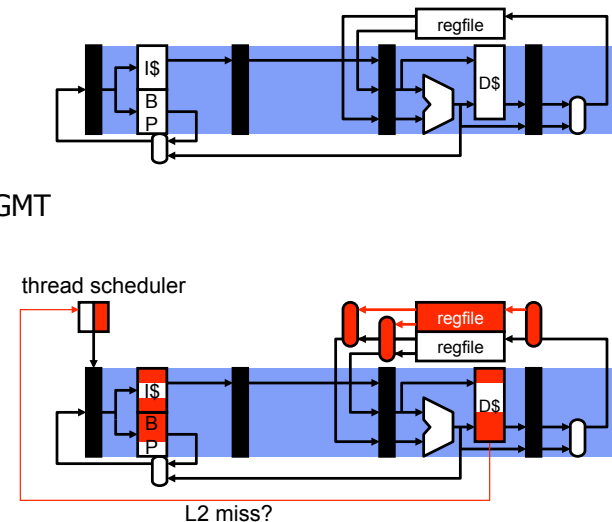 regfile
I$
B
P
D$
GMT
thread scheduler
regfile
regfile
I$
B
P
D$
L2 miss?